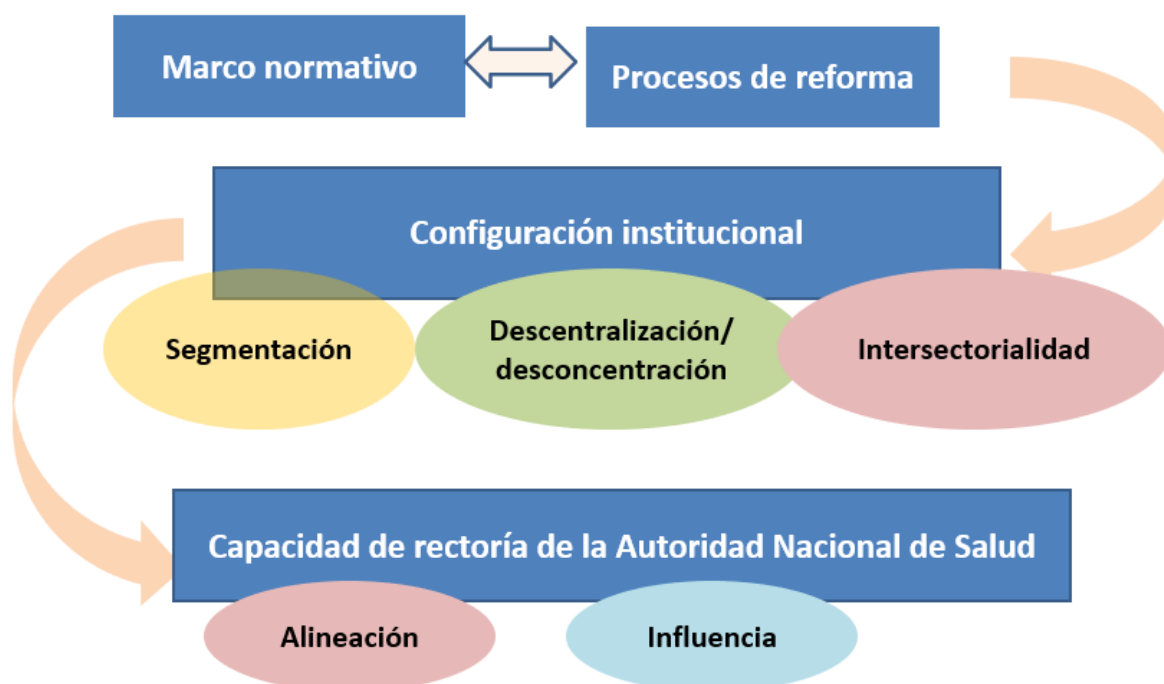 Marco normativo
Procesos de reforma
Configuración institucional
Segmentación
Descentralización/
desconcentración
Intersectorialidad
Capacidad de rectoría de la Autoridad Nacional de Salud
Alineación
Influencia